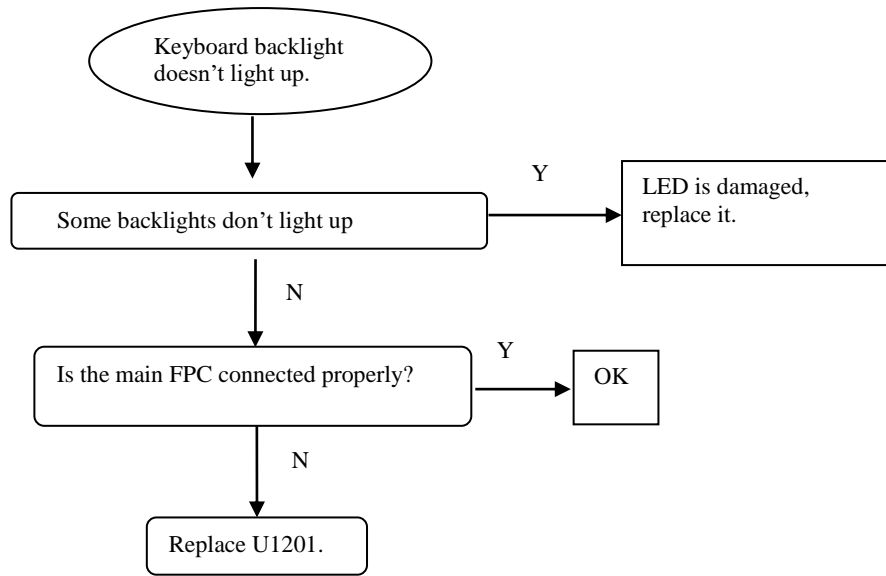 Keyboard backlight
doesn’t light up.
Y
LED is damaged,
replace it.
Some backlights don’t light up
N
Y
Is the main FPC connected properly?
OK
N
Replace U1201.